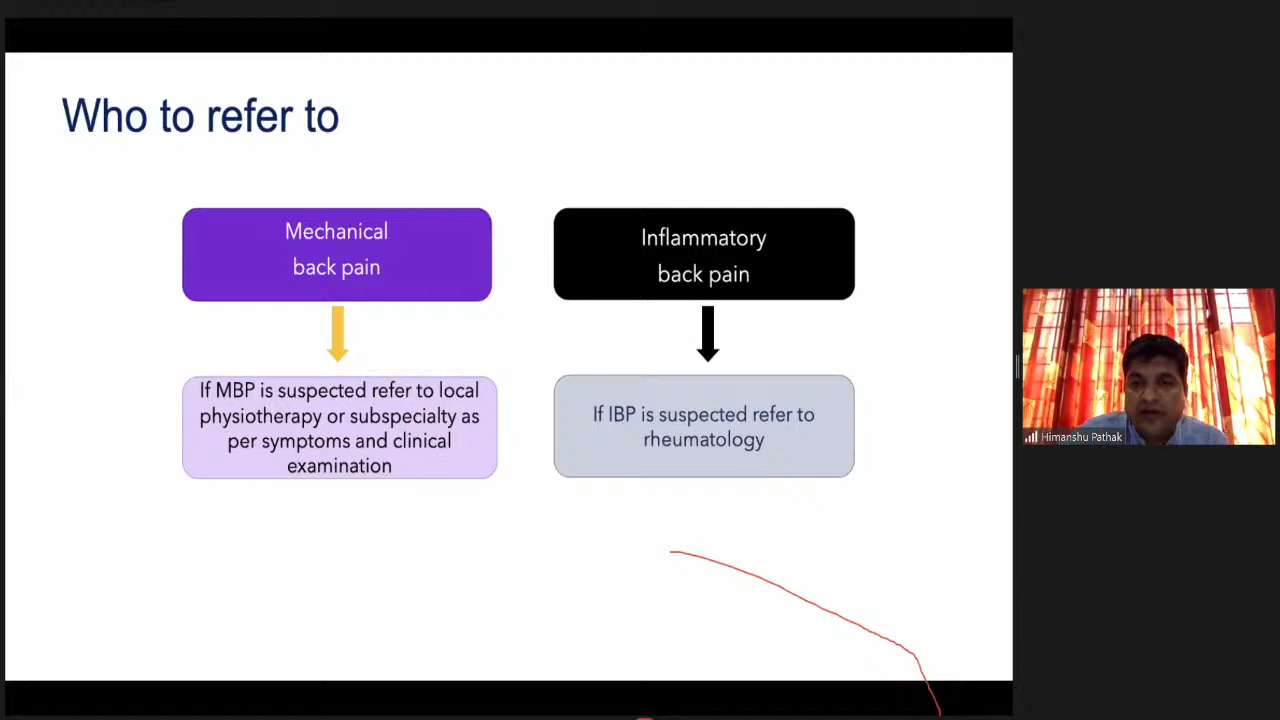 Who to refer to
Mechanical
back pain
If MBP is suspected refer to local
physiotherapy or subspecialty as
per symptoms and clinical
examination
Inflammatory
back pain
If IBP is suspected refer to
rheumatology
Himanshu Pathak